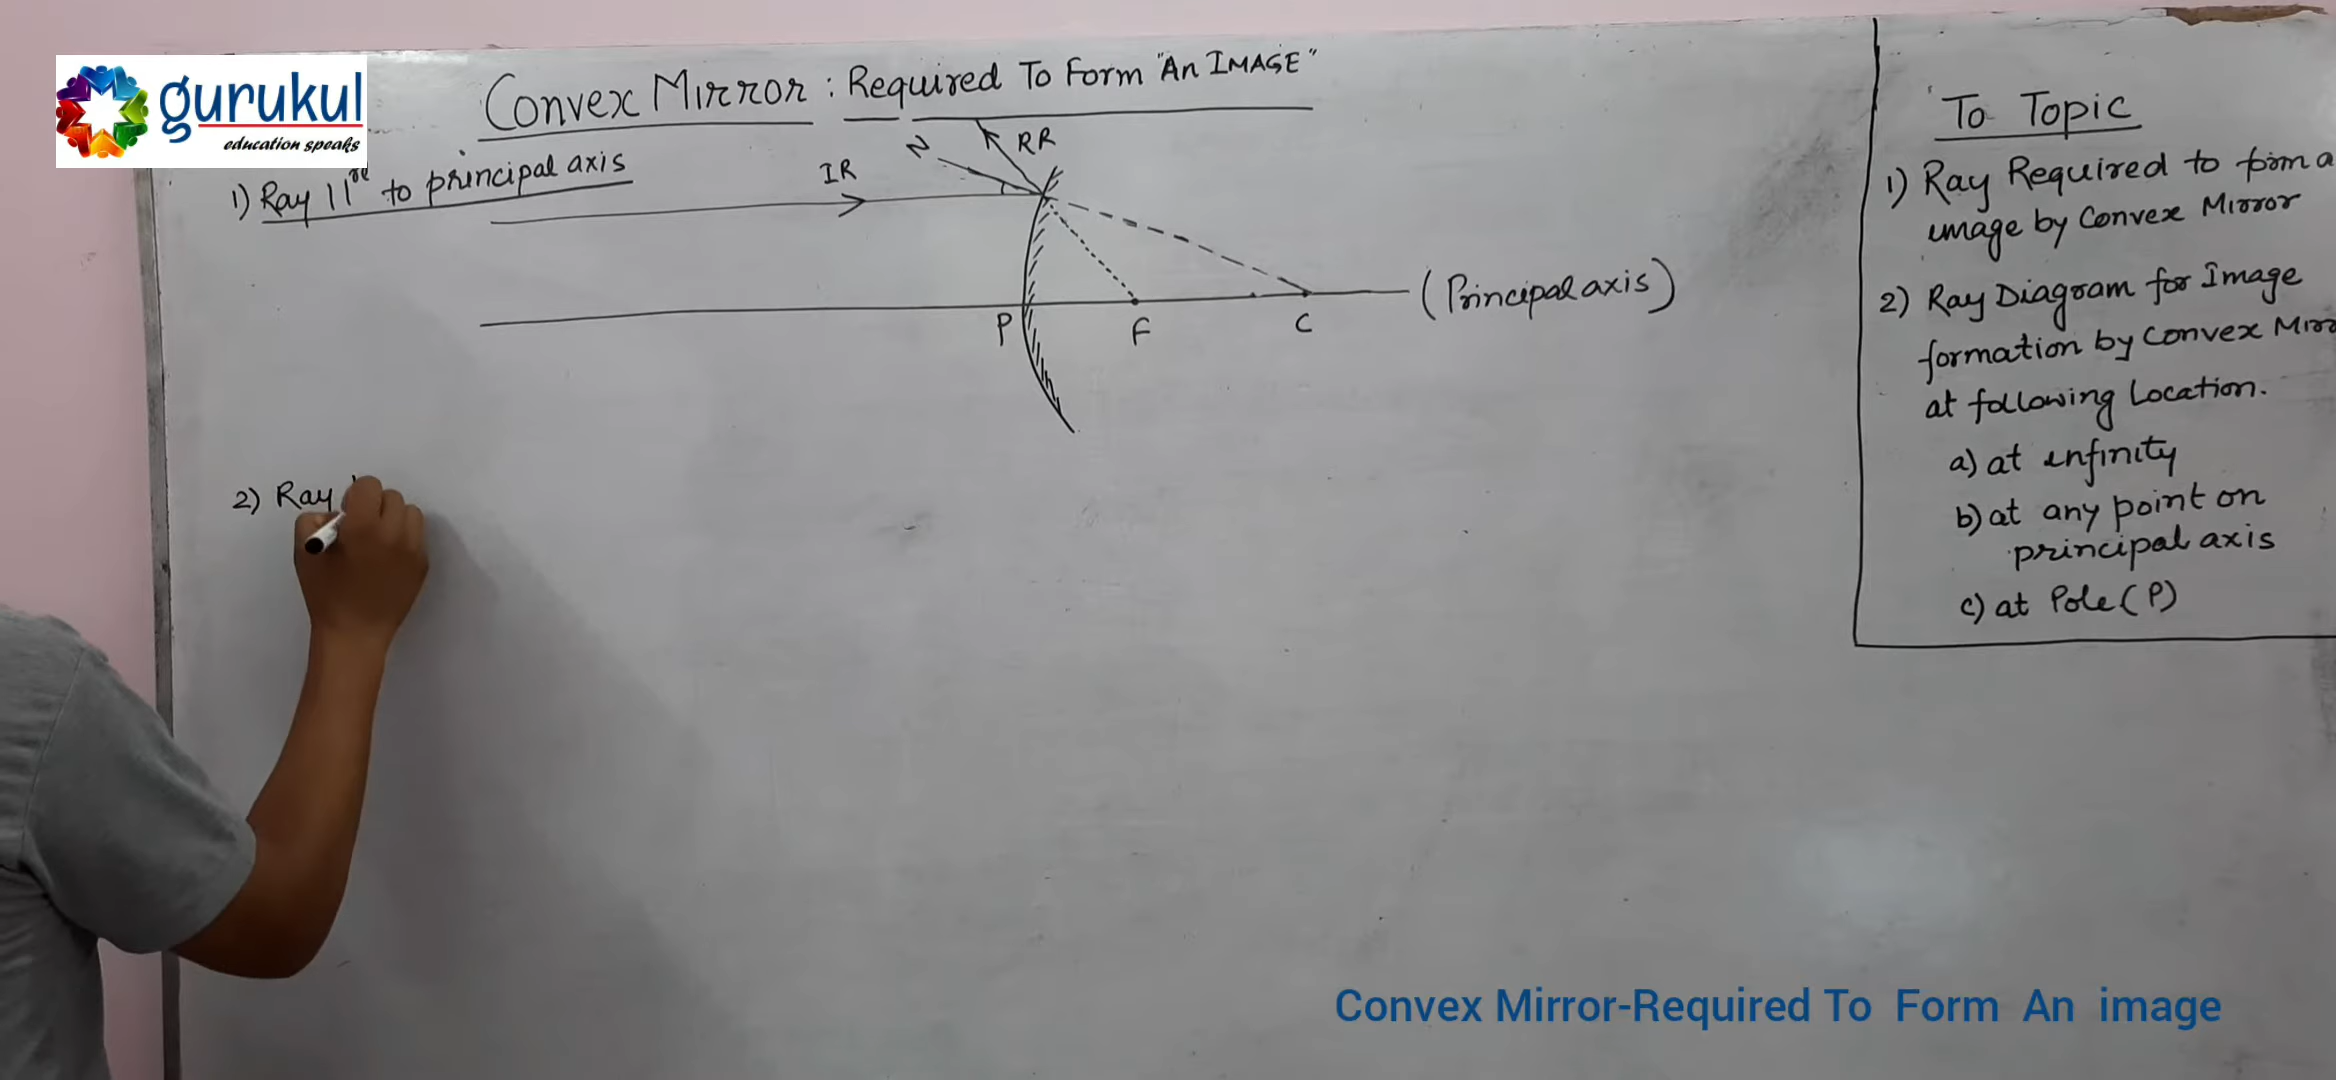 gurukul
education speaks
Convex Mirror : Required To Form "An IMAGE"
1) Ray 11rel to principal axis
IR
N
RR
P
F
C
(Principal axis)
2) Ray
To Topic
1) Ray Required to form a
image by Convex Mirror
2) Ray Diagram for Image
formation by Convex Mirr
at following Location.
a) at infinity
b) at any point on
principal axis
c) at Pole (P)
Convex Mirror-Required To Form An image